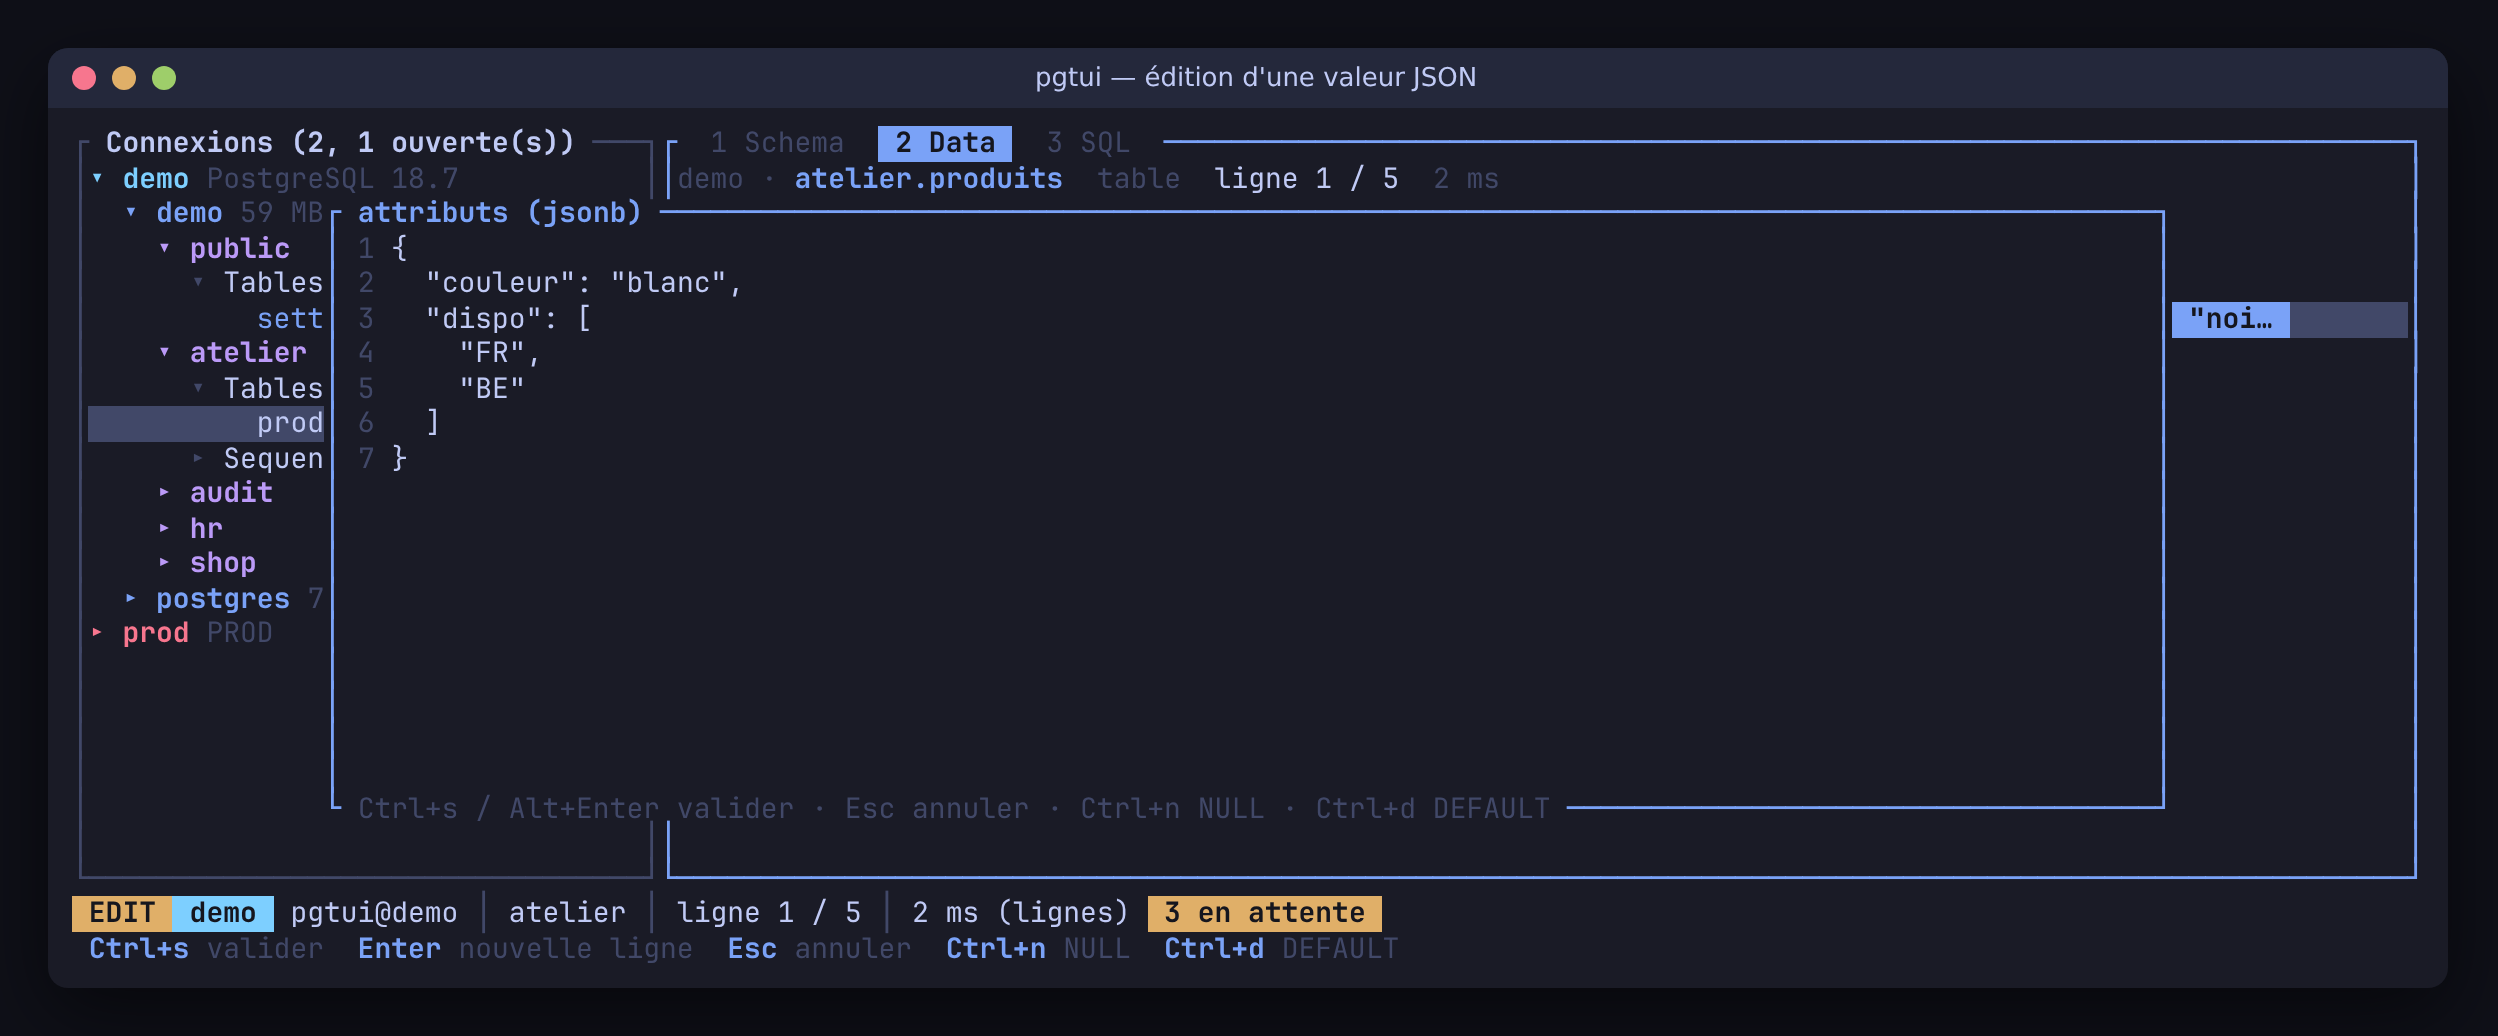 pgtui — édition d'une valeur JSON
Connexions (2, 1 ouverte(s)) 1 Schema 2 Data 3 SQL
▾ demo PostgreSQL 18.7 demo · atelier.produits table ligne 1 / 5 2 ms
▾ demo 59 MB attributs (jsonb)
▾ public 1 {
▾ Tables 2 "couleur": "blanc",
sett 3 "dispo": [ "noi…
▾ atelier 4 "FR",
▾ Tables 5 "BE"
prod 6 ]
▸ Sequen 7 }
▸ audit
▸ hr
▸ shop
▸ postgres 7
▸ prod PROD
Ctrl+s / Alt+Enter valider · Esc annuler · Ctrl+n NULL · Ctrl+d DEFAULT
EDIT demo pgtui@demo │ atelier │ ligne 1 / 5 │ 2 ms (lignes) 3 en attente
Ctrl+s valider Enter nouvelle ligne Esc annuler Ctrl+n NULL Ctrl+d DEFAULT